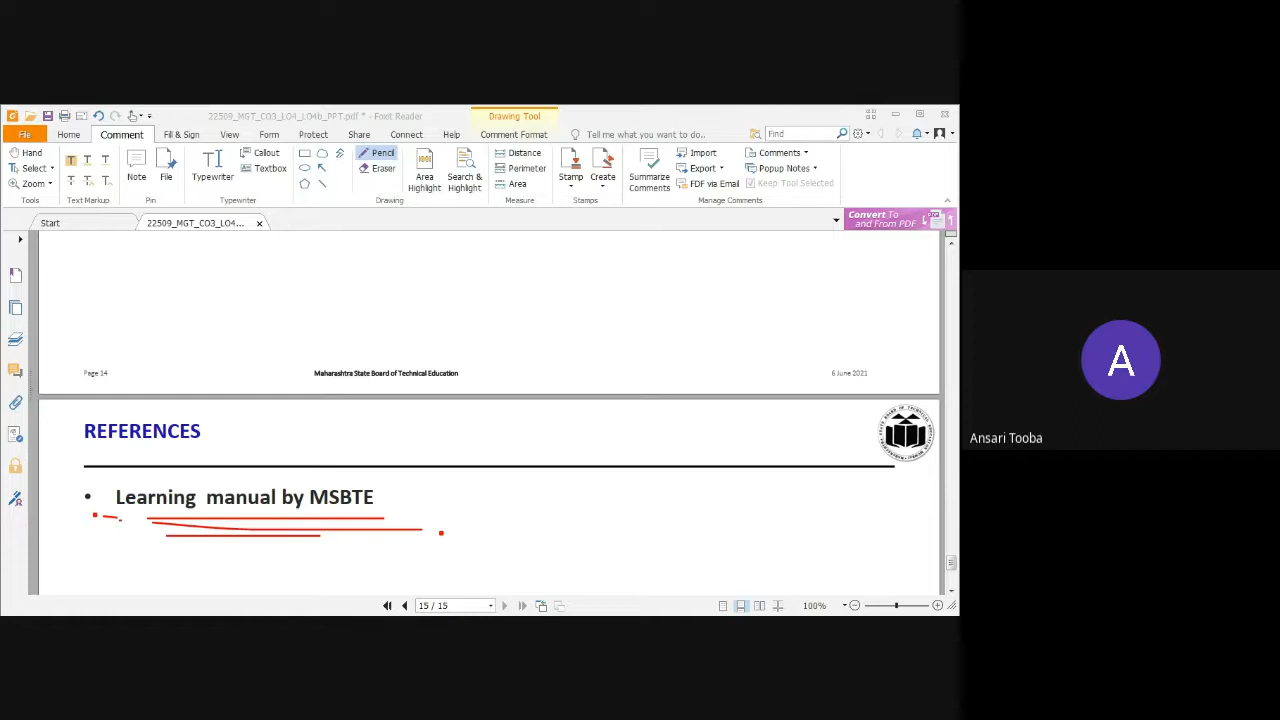 22509_MGT_CO3_LO4_LO4b_PPT.pdf * - Foxit Reader
Drawing Tool
File Home Comment Fill & Sign View Form Protect Share Connect Help Comment Format Tell me what you want to do.. Find
Hand
Select
Zoom
Tools
T T T
T T T
Text Markup
Note
File
Pin
Typewriter
Callout
Textbox
Typewriter
Pencil
Eraser
Area Highlight
Search & Highlight
Drawing
Distance
Perimeter
Area
Measure
Stamp
Create
Stamps
Summarize Comments
Import
Export
FDF via Email
Comments
Popup Notes
Keep Tool Selected
Manage Comments
Start
22509_MGT_CO3_LO4...
Convert To
and From PDF
Page 14
Maharashtra State Board of Technical Education
6 June 2021
REFERENCES
• Learning manual by MSBTE
15 / 15
100%
A
Ansari Tooba